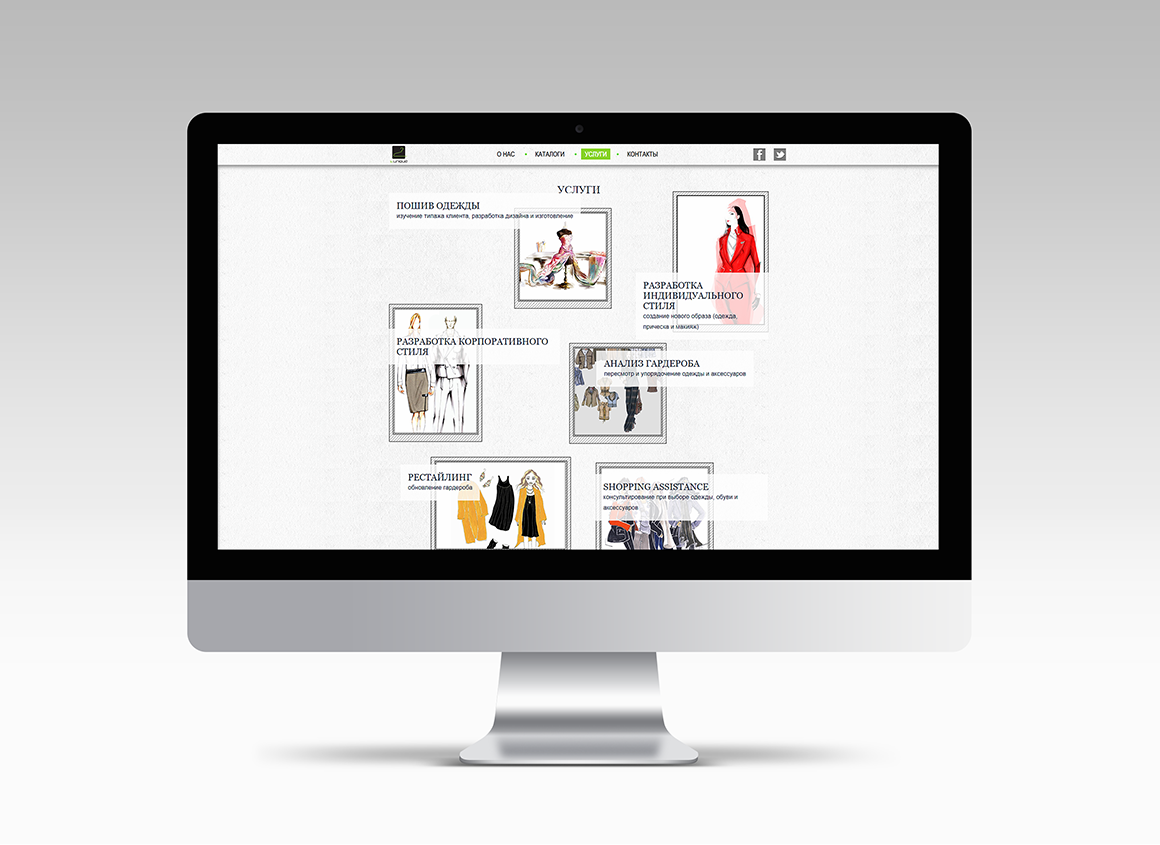 unique
О НАС • КАТАЛОГИ • УСЛУГИ • КОНТАКТЫ
УСЛУГИ
ПОШИВ ОДЕЖДЫ
изучение типажа клиента, разработка дизайна и изготовление
РАЗРАБОТКА
ИНДИВИДУАЛЬНОГО
СТИЛЯ
создание нового образа (одежда,
прическа и макияж)
РАЗРАБОТКА КОРПОРАТИВНОГО
СТИЛЯ
АНАЛИЗ ГАРДЕРОБА
пересмотр и упорядочение одежды и аксессуаров
РЕСТАЙЛИНГ
обновление гардероба
SHOPPING ASSISTANCE
консультирование при выборе одежды, обуви и
аксессуаров